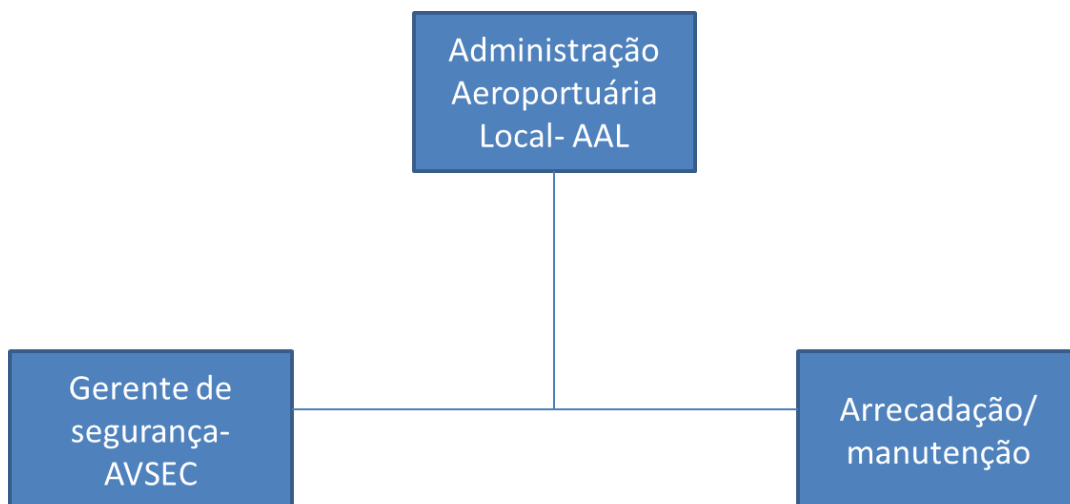 Administração
Aeroportuária
Local- AAL
Gerente de
segurança-
AVSEC
Arrecadação/
manutenção